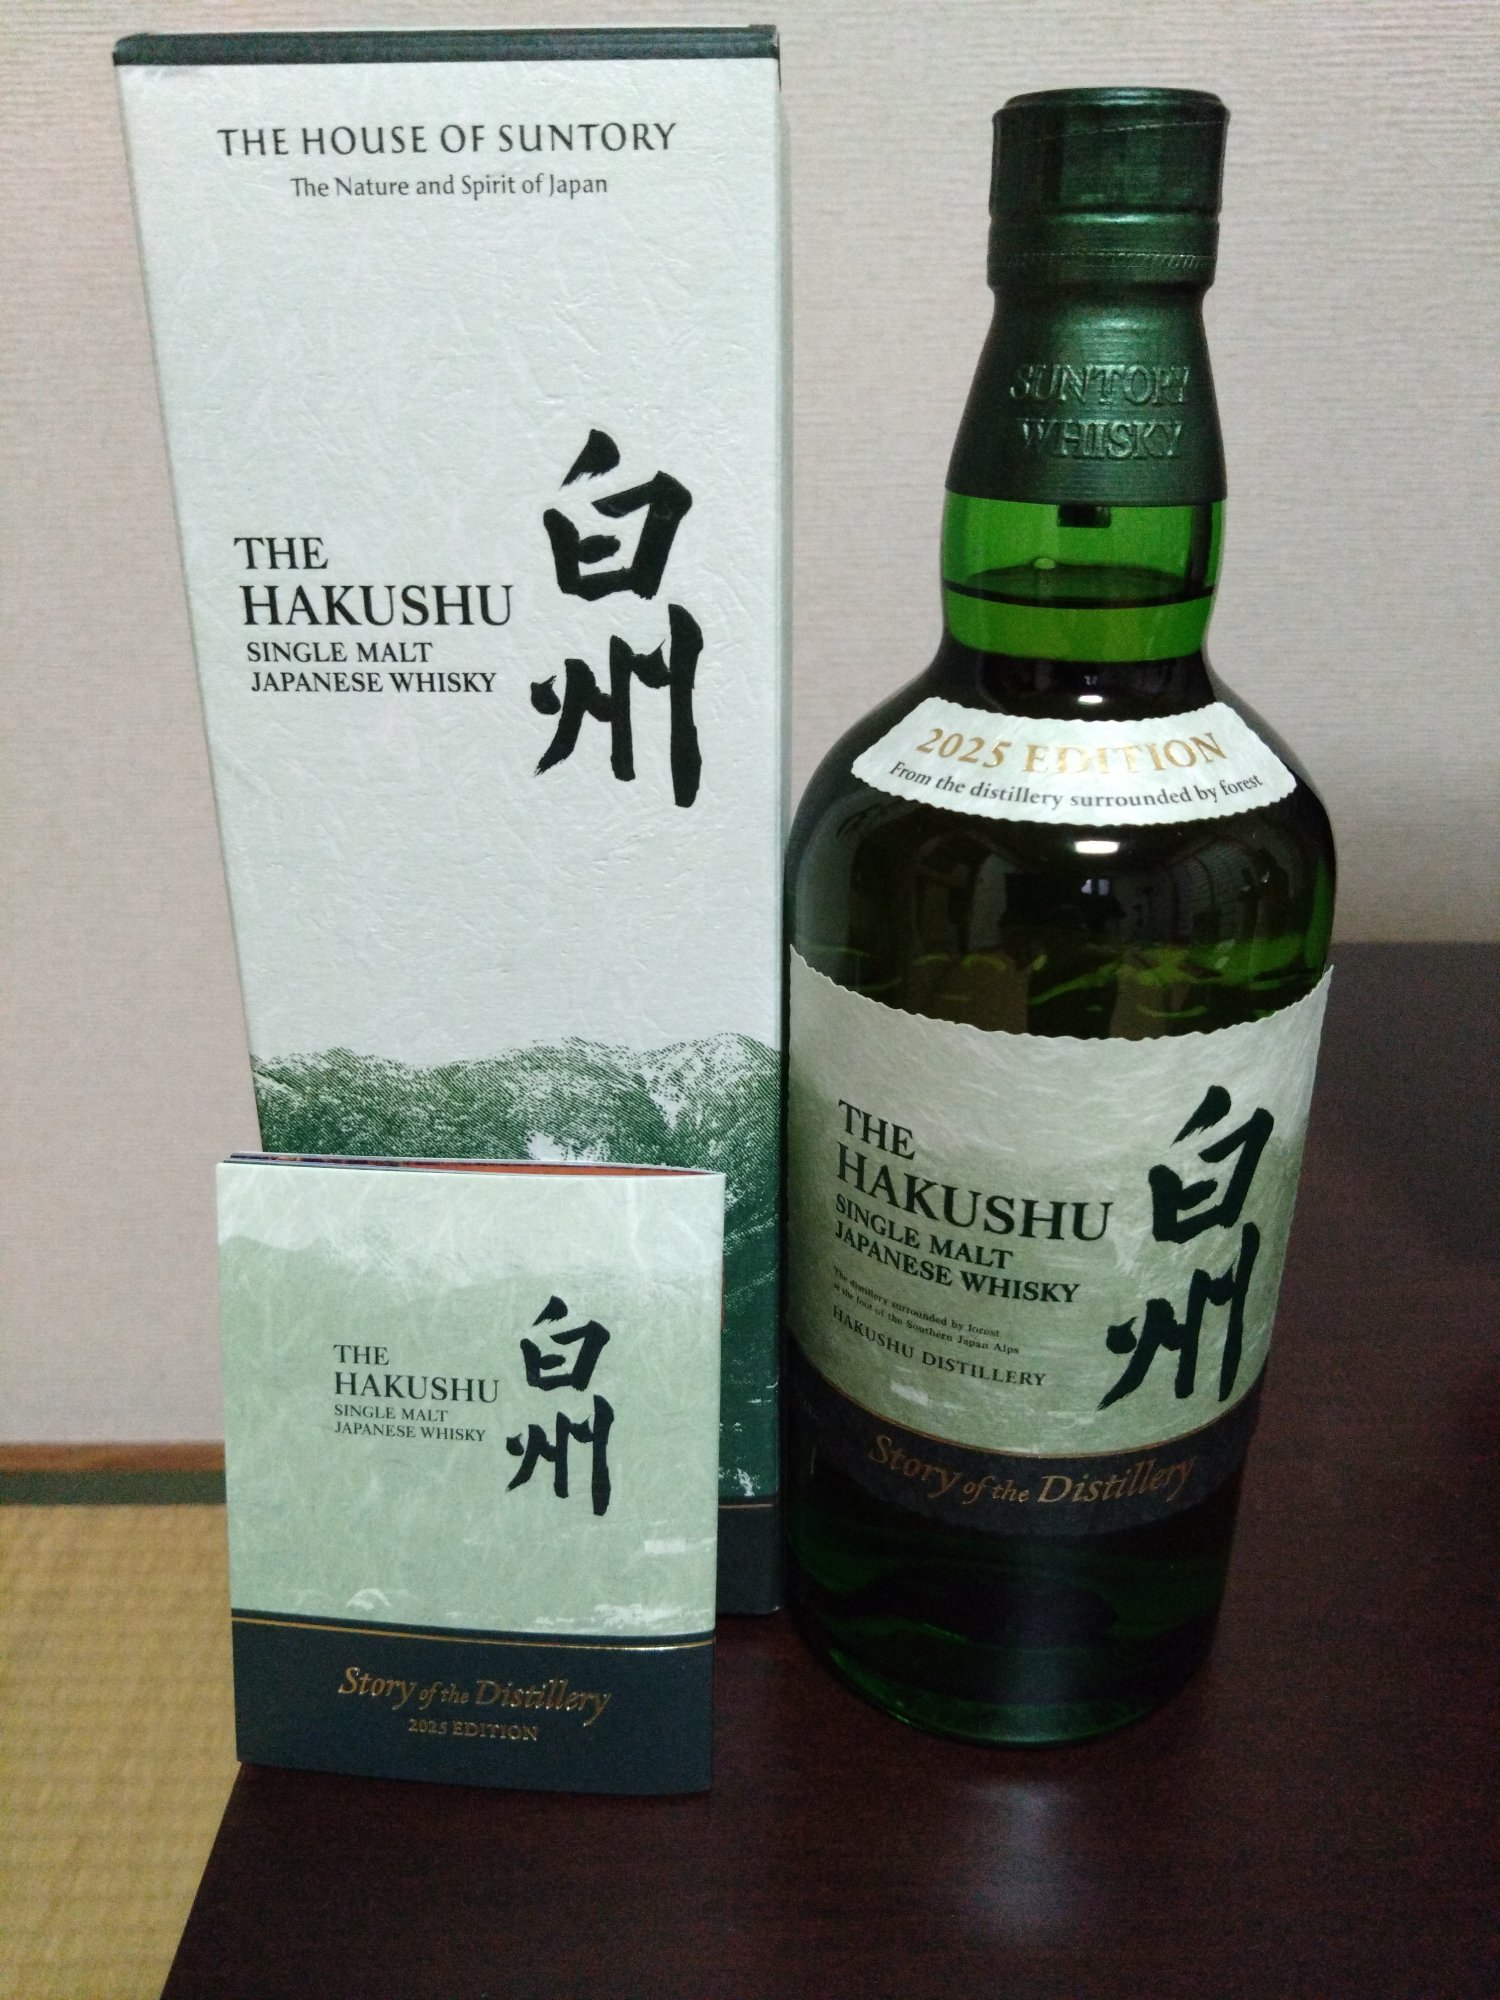 THE HOUSE OF SUNTORY
The Nature and Spirit of Japan
THE
HAKUSHU
SINGLE MALT
JAPANESE WHISKY
白州
THE
HAKUSHU
SINGLE MALT
JAPANESE WHISKY
白州
Story of the Distillery
2025 EDITION
SUNTORY
WHISKY
2025 EDITION
From the distillery surrounded by forest
THE
HAKUSHU
SINGLE MALT
JAPANESE WHISKY
白州
The distillery surrounded by forest
at the foot of the Southern Japan Alps
HAKUSHU DISTILLERY
Story of the Distillery